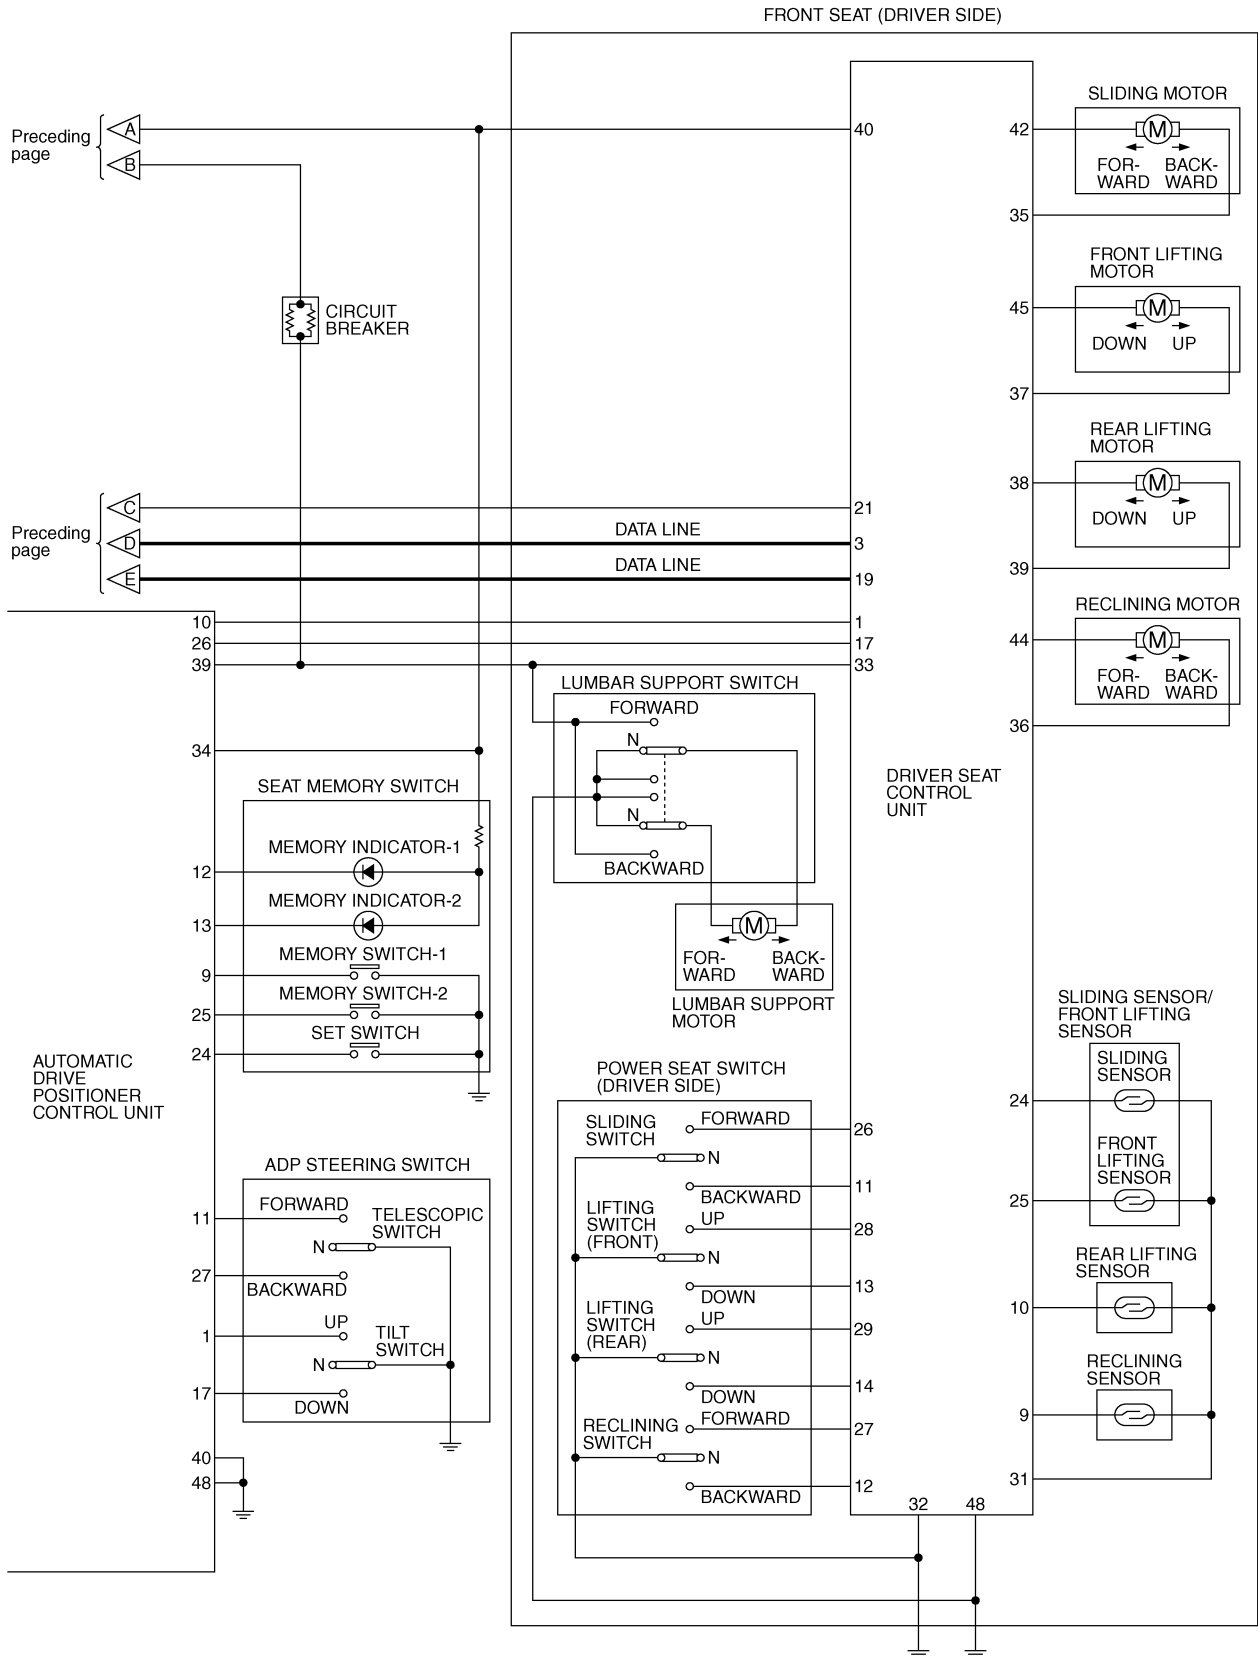 FRONT SEAT (DRIVER SIDE)
Preceding
page
A
B
40
42
35
SLIDING MOTOR
M
FOR-
WARD
BACK-
WARD
FRONT LIFTING
MOTOR
45
M
DOWN
UP
37
CIRCUIT
BREAKER
REAR LIFTING
MOTOR
38
M
DOWN
UP
39
Preceding
page
C
D
E
DATA LINE
DATA LINE
21
3
19
10
26
39
1
17
33
RECLINING MOTOR
44
M
FOR-
WARD
BACK-
WARD
36
LUMBAR SUPPORT SWITCH
FORWARD
N
N
BACKWARD
34
SEAT MEMORY SWITCH
MEMORY INDICATOR-1
12
MEMORY INDICATOR-2
13
MEMORY SWITCH-1
9
MEMORY SWITCH-2
25
SET SWITCH
24
DRIVER SEAT
CONTROL
UNIT
M
FOR-
WARD
BACK-
WARD
LUMBAR SUPPORT
MOTOR
AUTOMATIC
DRIVE
POSITIONER
CONTROL UNIT
SLIDING SENSOR/
FRONT LIFTING
SENSOR
SLIDING
SENSOR
24
FRONT
LIFTING
SENSOR
25
REAR LIFTING
SENSOR
10
RECLINING
SENSOR
9
31
POWER SEAT SWITCH
(DRIVER SIDE)
SLIDING
SWITCH
FORWARD
26
N
BACKWARD
11
LIFTING
SWITCH
(FRONT)
UP
28
N
DOWN
13
LIFTING
SWITCH
(REAR)
UP
29
N
DOWN
14
RECLINING
SWITCH
FORWARD
27
N
BACKWARD
12
ADP STEERING SWITCH
11
FORWARD
TELESCOPIC
SWITCH
N
27
BACKWARD
1
UP
TILT
SWITCH
N
17
DOWN
40
48
32
48